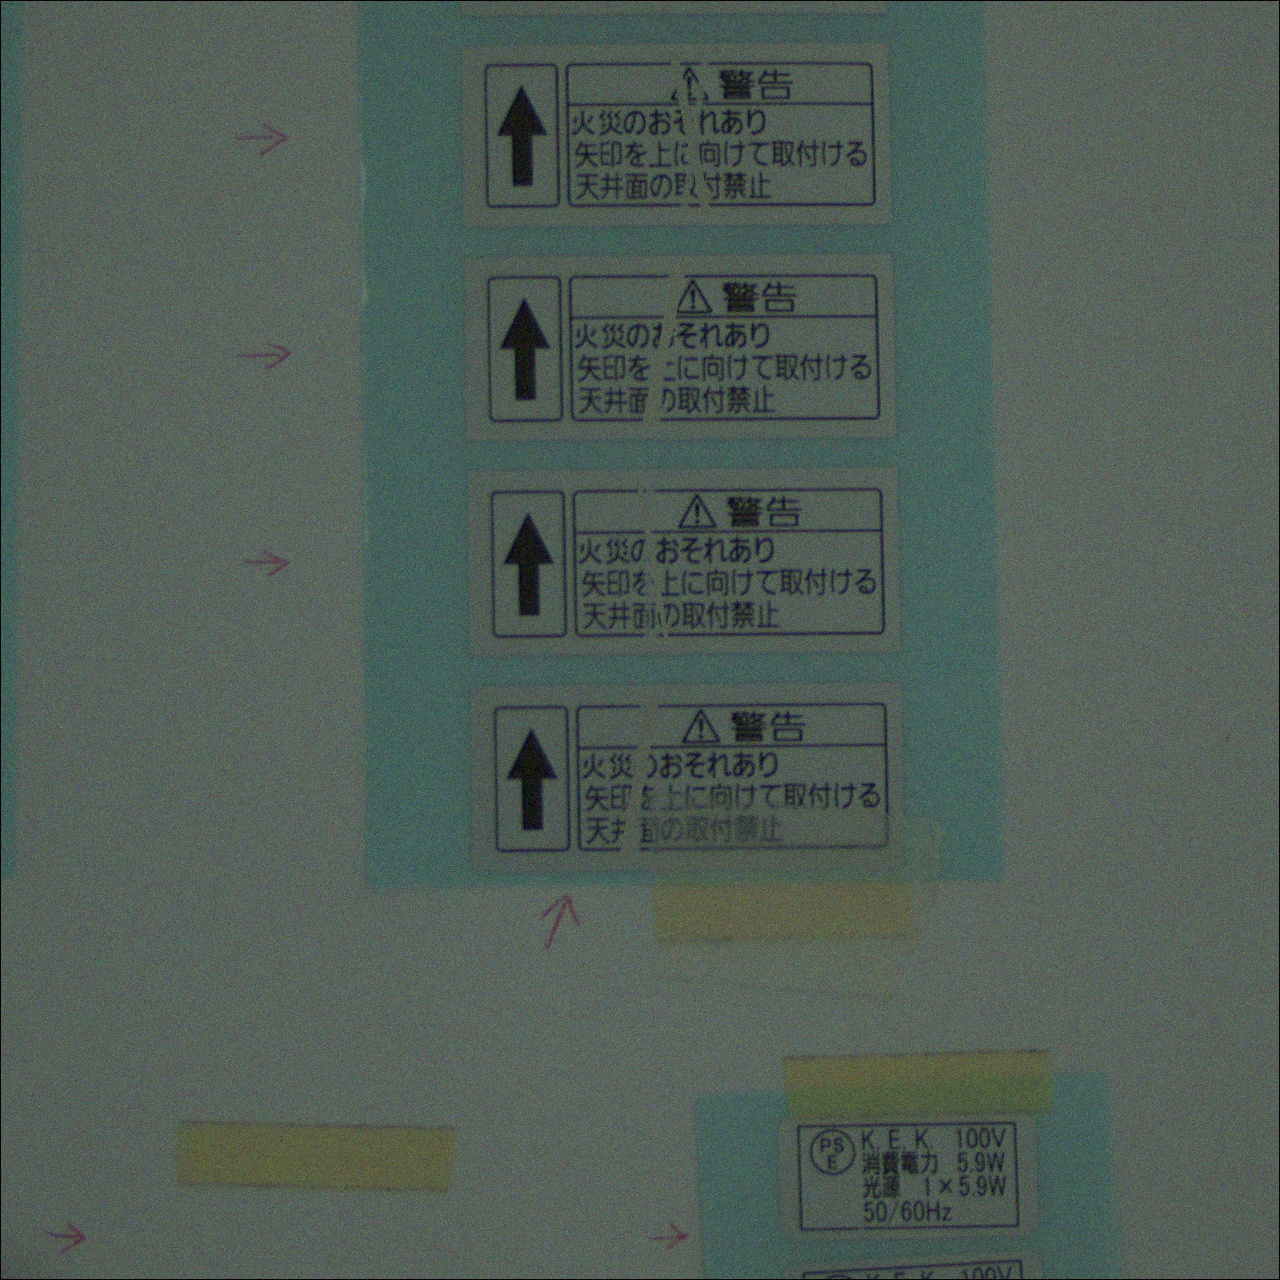 ⚠ 警告
火災のおそれあり
矢印を上に向けて取付ける
天井面の取付禁止
⚠ 警告
火災のおそれあり
矢印を上に向けて取付ける
天井面の取付禁止
⚠ 警告
火災のおそれあり
矢印を上に向けて取付ける
天井面の取付禁止
⚠ 警告
火災のおそれあり
矢印を上に向けて取付ける
天井面の取付禁止
PS
E
K. E. K. 100V
消費電力 5.9W
光源 1×5.9W
50/60Hz
K. E. K. 100V